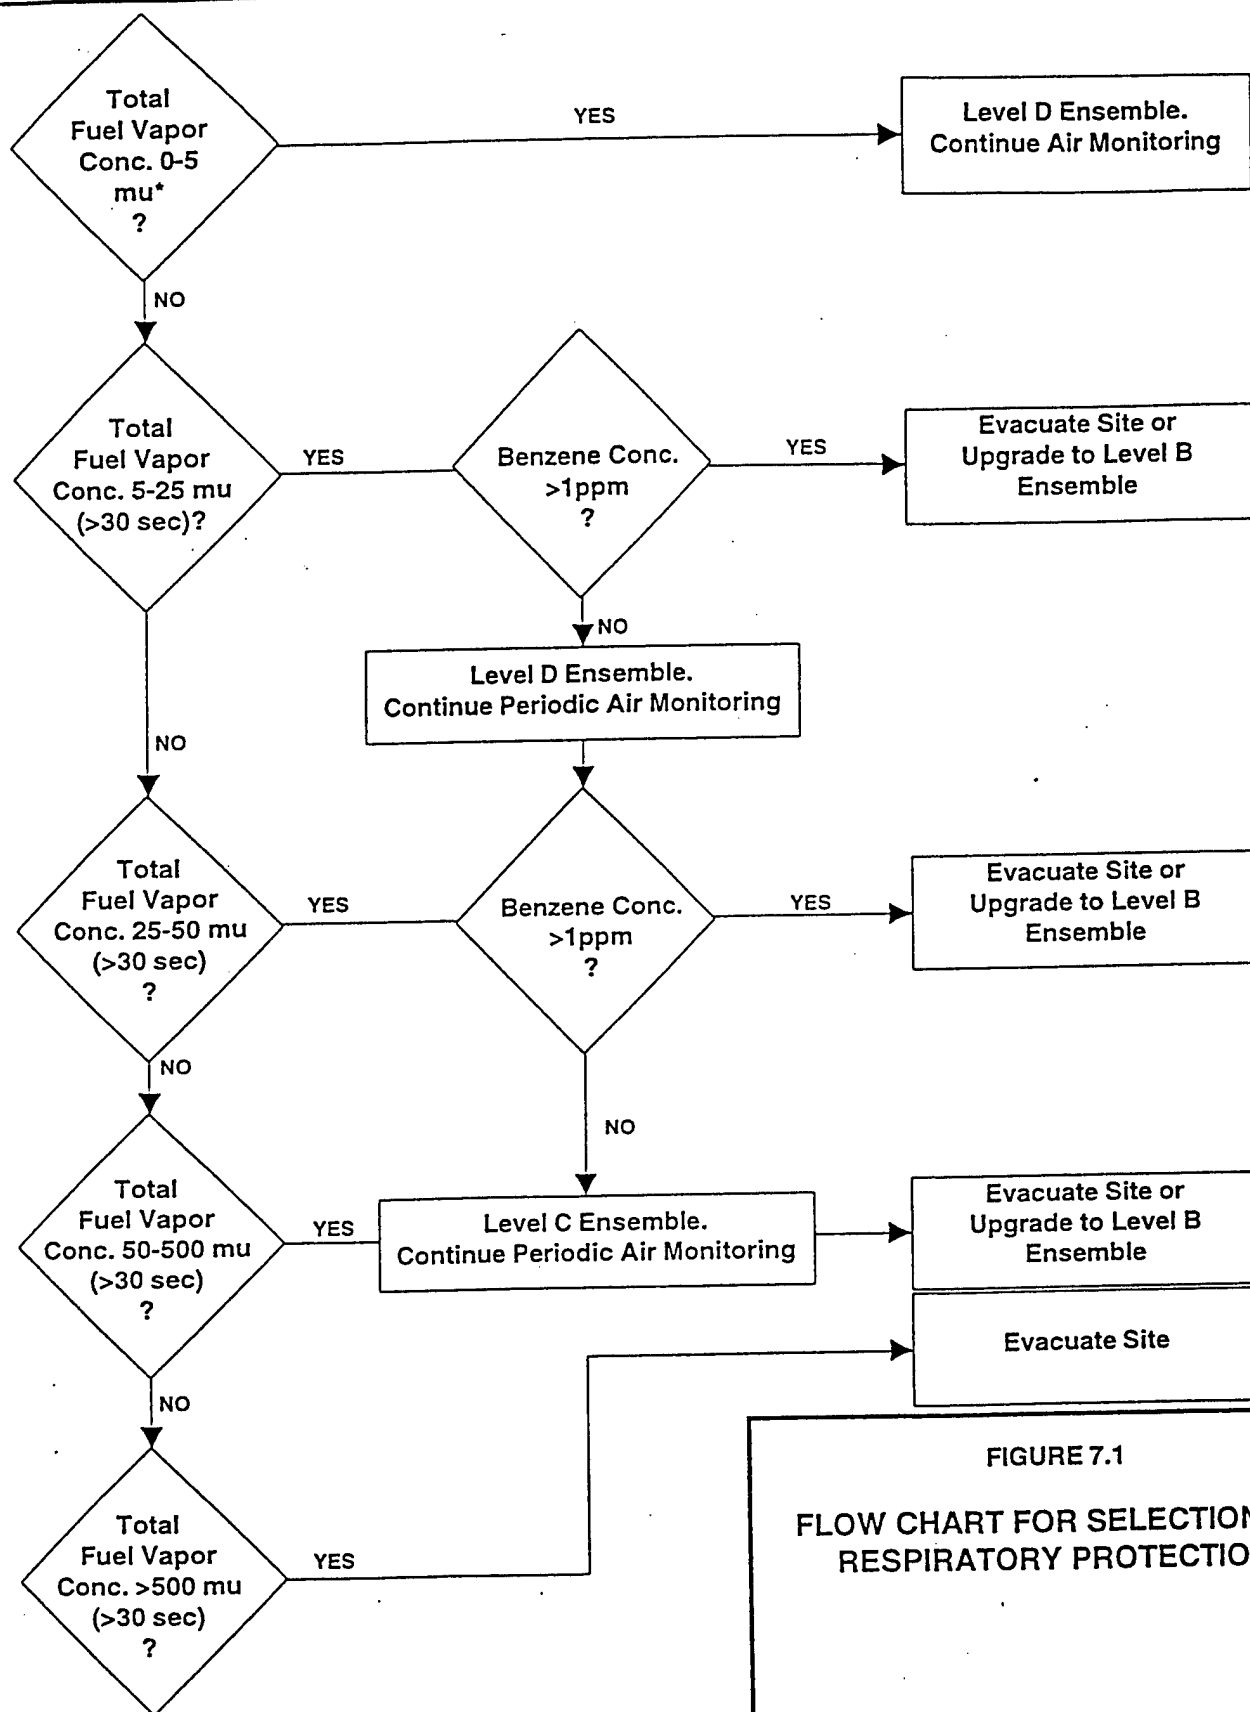 Total
Fuel Vapor
Conc. 0-5
mu*
?
YES
Level D Ensemble.
Continue Air Monitoring
NO
Total
Fuel Vapor
Conc. 5-25 mu
(>30 sec)?
YES
Benzene Conc.
>1ppm
?
YES
Evacuate Site or
Upgrade to Level B
Ensemble
NO
Level D Ensemble.
Continue Periodic Air Monitoring
NO
Total
Fuel Vapor
Conc. 25-50 mu
(>30 sec)
?
YES
Benzene Conc.
>1ppm
?
YES
Evacuate Site or
Upgrade to Level B
Ensemble
NO
NO
Total
Fuel Vapor
Conc. 50-500 mu
(>30 sec)
?
YES
Level C Ensemble.
Continue Periodic Air Monitoring
Evacuate Site or
Upgrade to Level B
Ensemble
Evacuate Site
NO
Total
Fuel Vapor
Conc. >500 mu
(>30 sec)
?
YES
FIGURE 7.1
FLOW CHART FOR SELECTION
RESPIRATORY PROTECTIO